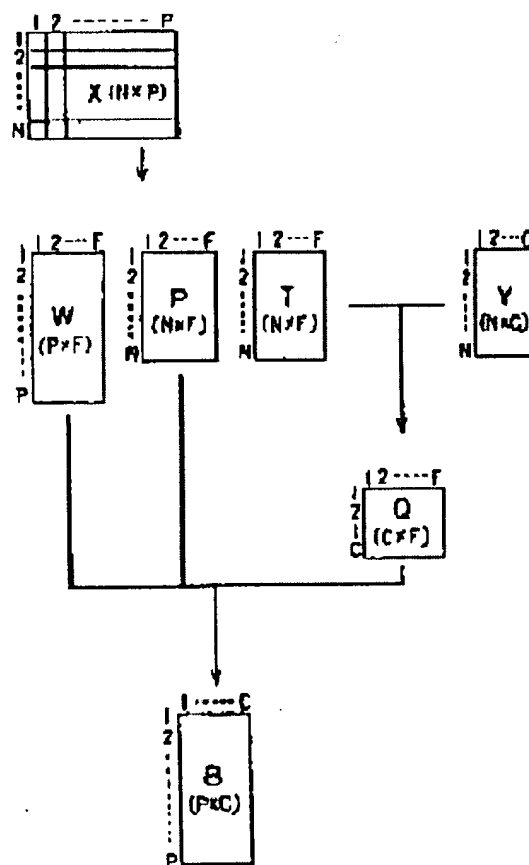 1 2 ------- P
1
2
X (N×P)
N
1 2---F
1
2
W
(P×F)
P
1 2---F
1
2
P
(N×F)
N
1 2---F
1
2
T
(N×F)
N
1 2---C
1
2
Y
(N×C)
N
1 2----F
1
2
1
C
Q
(C×F)
1------C
1
2
B
(P×C)
P